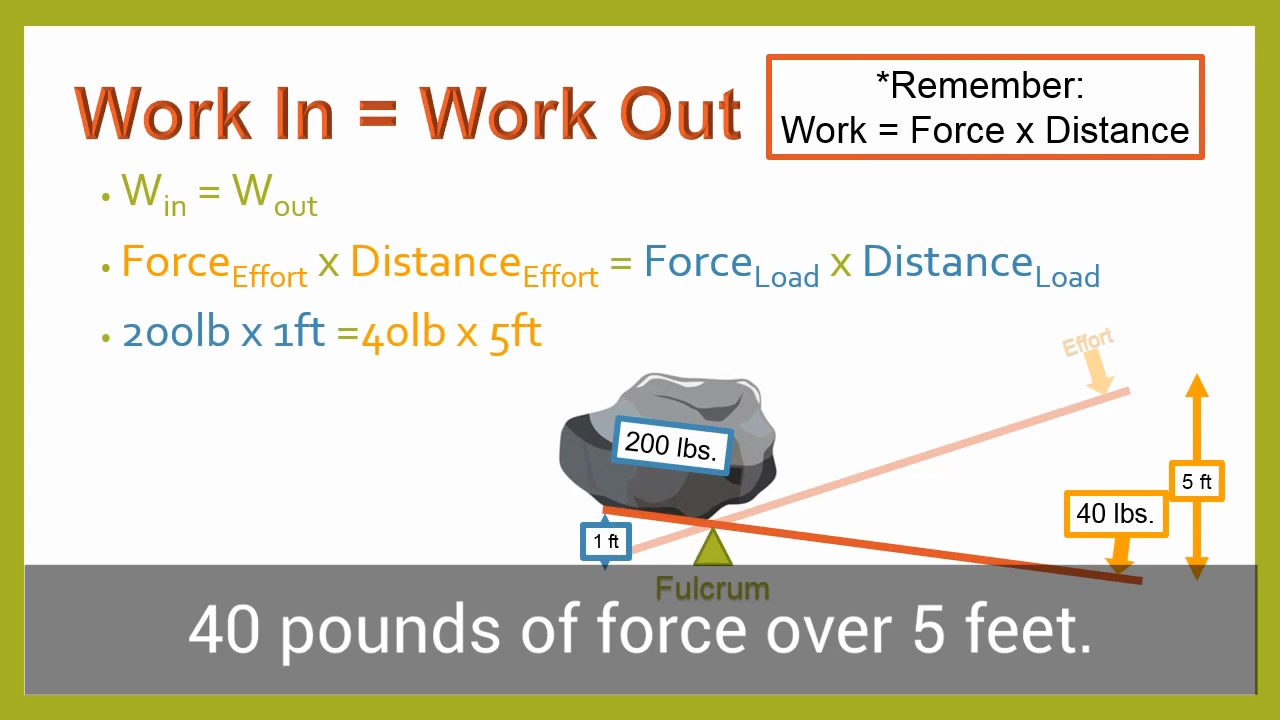 Work In = Work Out
*Remember:
Work = Force x Distance
• Win = Wout
• ForceEffort x DistanceEffort = ForceLoad x DistanceLoad
• 200lb x 1ft =40lb x 5ft
Effort
200 lbs.
5 ft
40 lbs.
1 ft
Fulcrum
40 pounds of force over 5 feet.